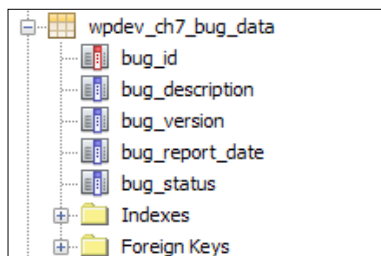 wpdev_ch7_bug_data
bug_id
bug_description
bug_version
bug_report_date
bug_status
Indexes
Foreign Keys